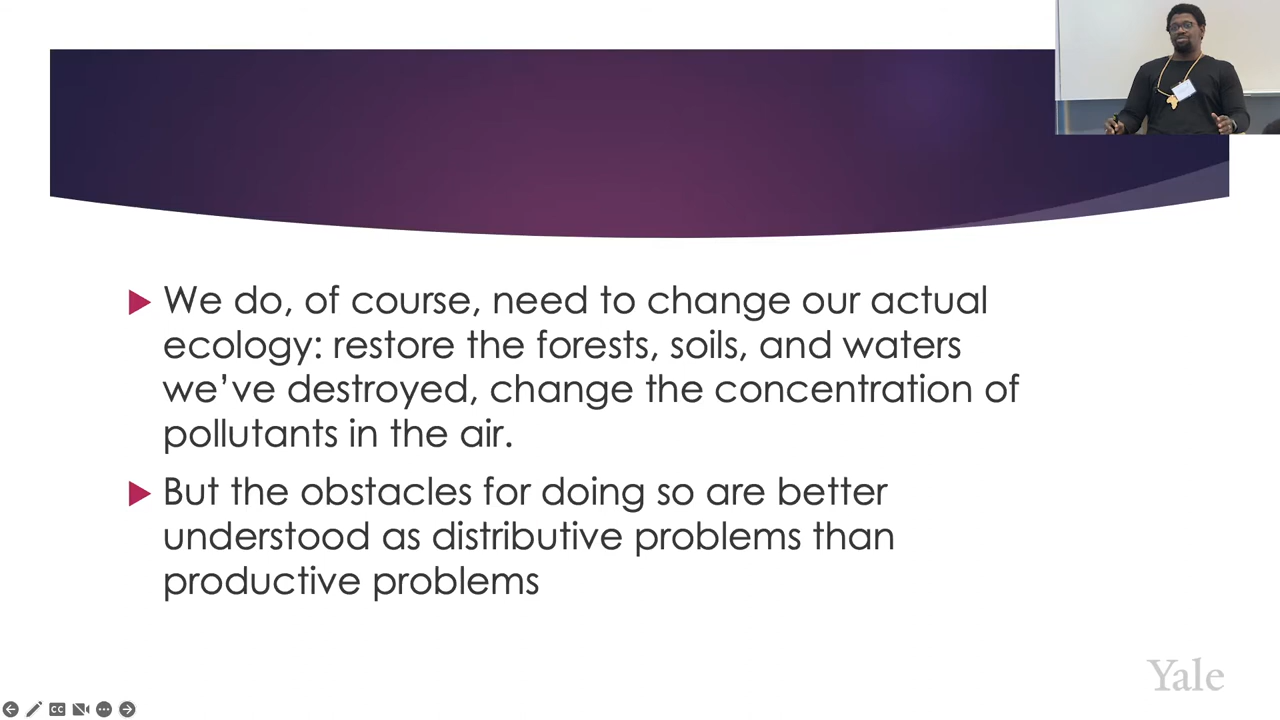 We do, of course, need to change our actual
ecology: restore the forests, soils, and waters
we’ve destroyed, change the concentration of
pollutants in the air.
But the obstacles for doing so are better
understood as distributive problems than
productive problems
Yale
CC